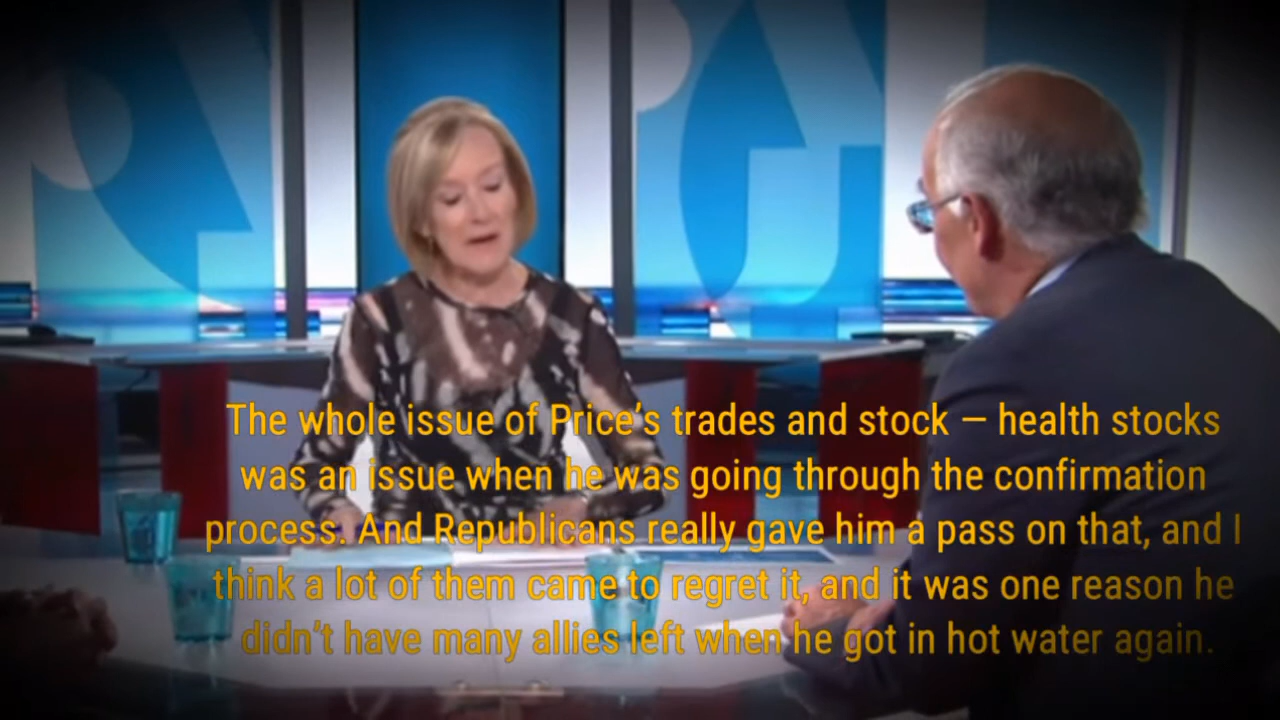 The whole issue of Price’s trades and stock – health stocks
was an issue when he was going through the confirmation
process. And Republicans really gave him a pass on that, and I
think a lot of them came to regret it, and it was one reason he
didn’t have many allies left when he got in hot water again.